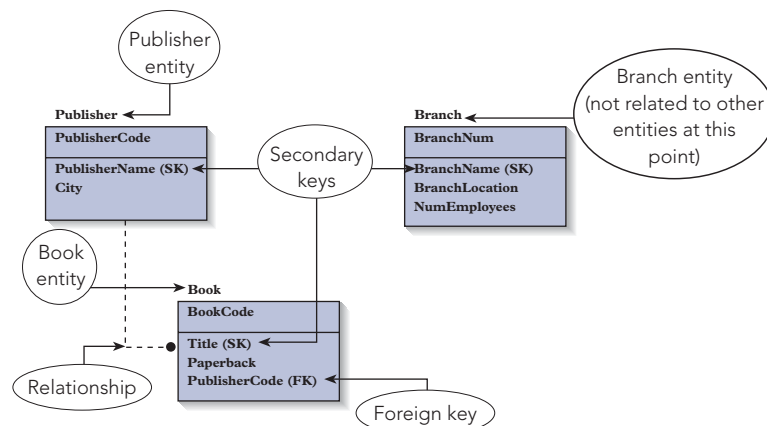 Publisher
entity
Publisher
PublisherCode
PublisherName (SK)
City
Secondary
keys
Branch
BranchNum
BranchName (SK)
BranchLocation
NumEmployees
Branch entity
(not related to other
entities at this
point)
Book
entity
Book
BookCode
Title (SK)
Paperback
PublisherCode (FK)
Relationship
Foreign key